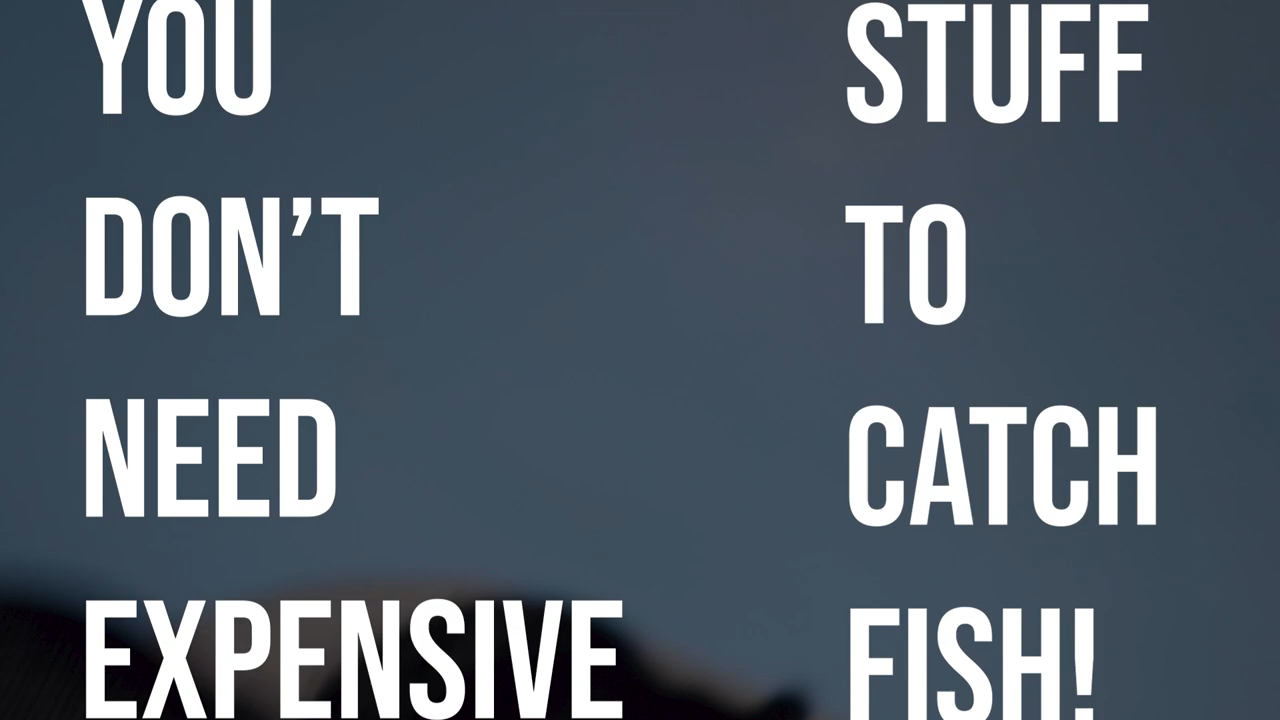 YOU
DON’T
NEED
EXPENSIVE
STUFF
TO
CATCH
FISH!